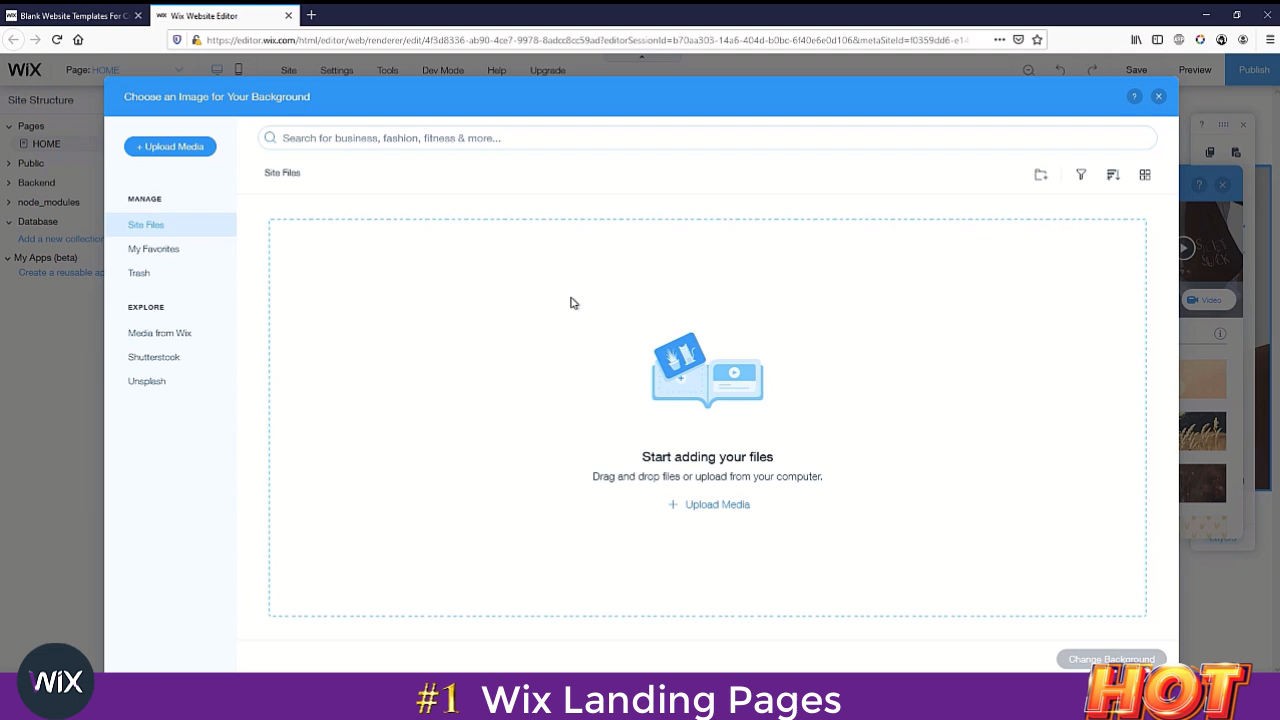 WiX Blank Website Templates For C
WiX Wix Website Editor
https://editor.wix.com/html/editor/web/renderer/edit/4f3d8336-ab90-4ce7-9978-8adcc8cc59ad?editorSessionId=b70aa303-14a6-404d-b0bc-6f40e6e0d106&metaSiteId=f0359dd6-e1
WiX Page: HOME Site Settings Tools Dev Mode Help Upgrade Save Preview Publish
Site Structure
Pages
HOME
Public
Backend
node_modules
Database
Add a new collection
My Apps (beta)
Create a reusable ap
Choose an Image for Your Background
+ Upload Media
Search for business, fashion, fitness & more...
Site Files
MANAGE
Site Files
My Favorites
Trash
EXPLORE
Media from Wix
Shutterstock
Unsplash
Start adding your files
Drag and drop files or upload from your computer.
+ Upload Media
Video
Change Background
WiX
#1 Wix Landing Pages
HOT